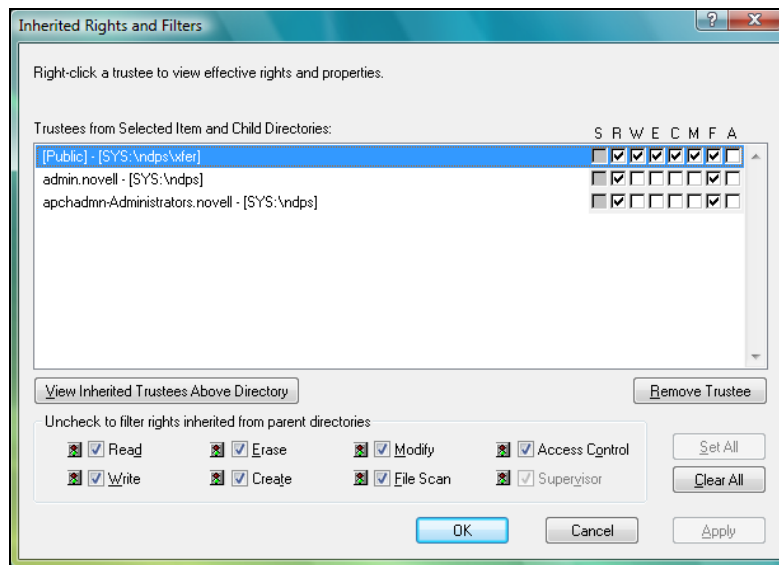 Inherited Rights and Filters
Right-click a trustee to view effective rights and properties.
Trustees from Selected Item and Child Directories:
S R W E C M F A
[Public] - [SYS:\ndps\xfer]
admin.novell - [SYS:\ndps]
apchadmn-Administrators.novell - [SYS:\ndps]
View Inherited Trustees Above Directory
Remove Trustee
Uncheck to filter rights inherited from parent directories
Read Erase Modify Access Control
Set All
Write Create File Scan Supervisor
Clear All
OK Cancel Apply